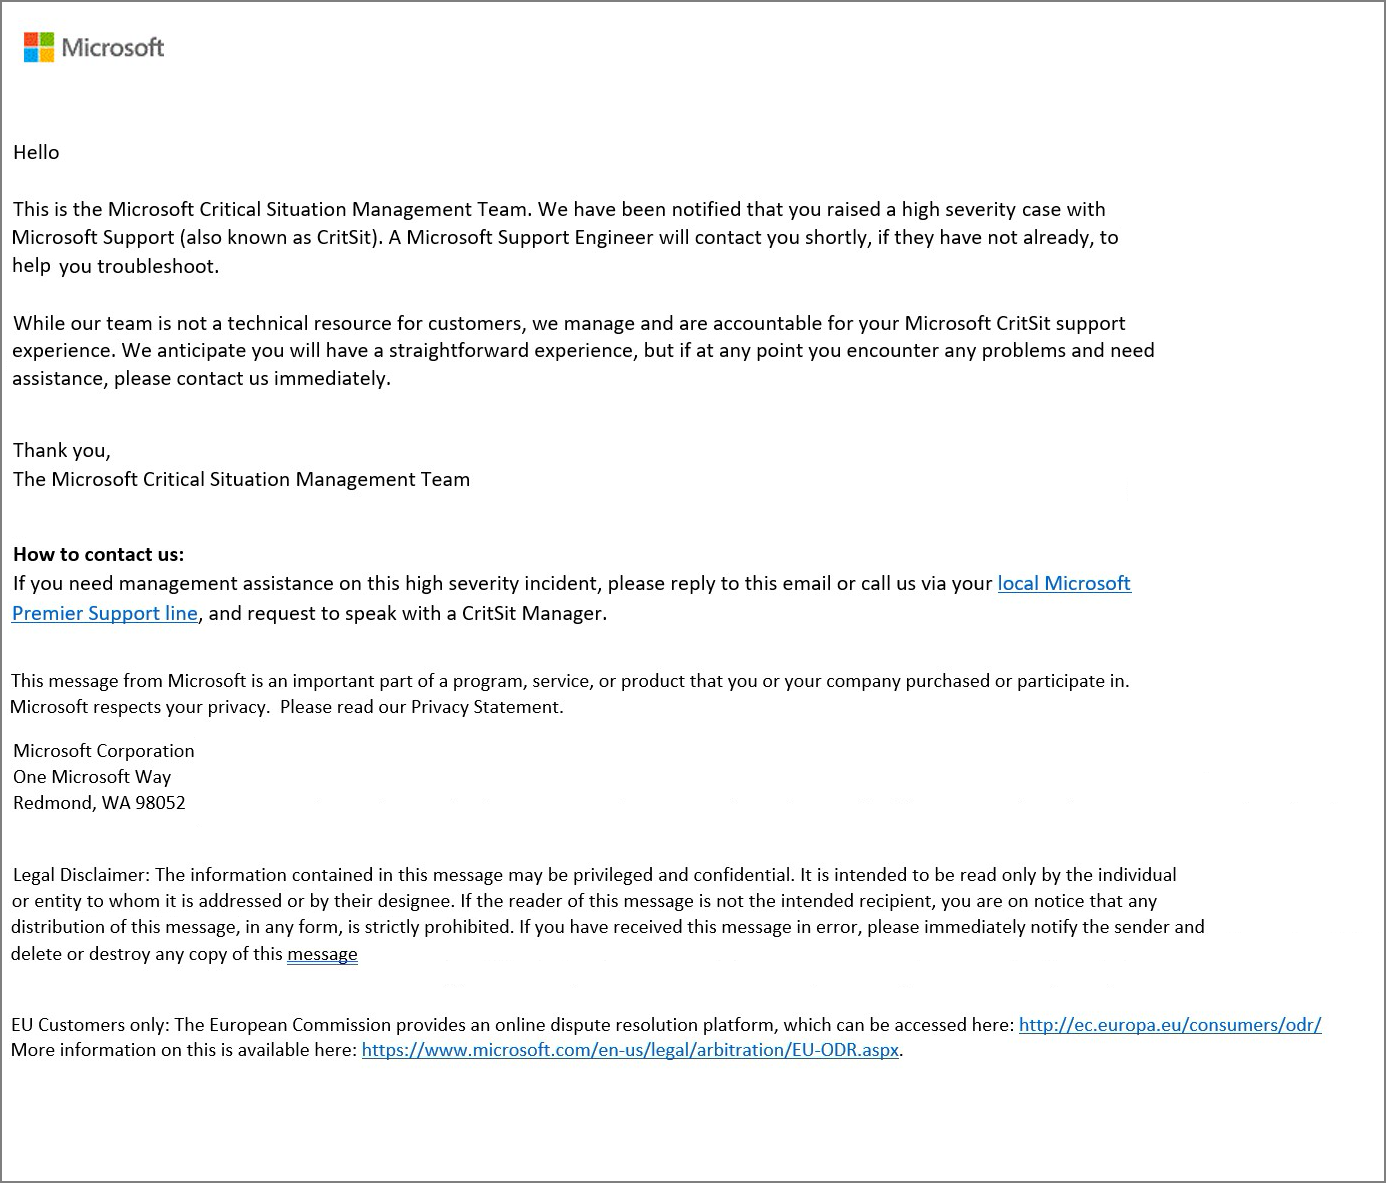 Microsoft
Hello
This is the Microsoft Critical Situation Management Team. We have been notified that you raised a high severity case with
Microsoft Support (also known as CritSit). A Microsoft Support Engineer will contact you shortly, if they have not already, to
help you troubleshoot.
While our team is not a technical resource for customers, we manage and are accountable for your Microsoft CritSit support
experience. We anticipate you will have a straightforward experience, but if at any point you encounter any problems and need
assistance, please contact us immediately.
Thank you,
The Microsoft Critical Situation Management Team
How to contact us:
If you need management assistance on this high severity incident, please reply to this email or call us via your local Microsoft
Premier Support line, and request to speak with a CritSit Manager.
This message from Microsoft is an important part of a program, service, or product that you or your company purchased or participate in.
Microsoft respects your privacy.  Please read our Privacy Statement.
Microsoft Corporation
One Microsoft Way
Redmond, WA 98052
Legal Disclaimer: The information contained in this message may be privileged and confidential. It is intended to be read only by the individual
or entity to whom it is addressed or by their designee. If the reader of this message is not the intended recipient, you are on notice that any
distribution of this message, in any form, is strictly prohibited. If you have received this message in error, please immediately notify the sender and
delete or destroy any copy of this message
EU Customers only: The European Commission provides an online dispute resolution platform, which can be accessed here: http://ec.europa.eu/consumers/odr/
More information on this is available here: https://www.microsoft.com/en-us/legal/arbitration/EU-ODR.aspx.